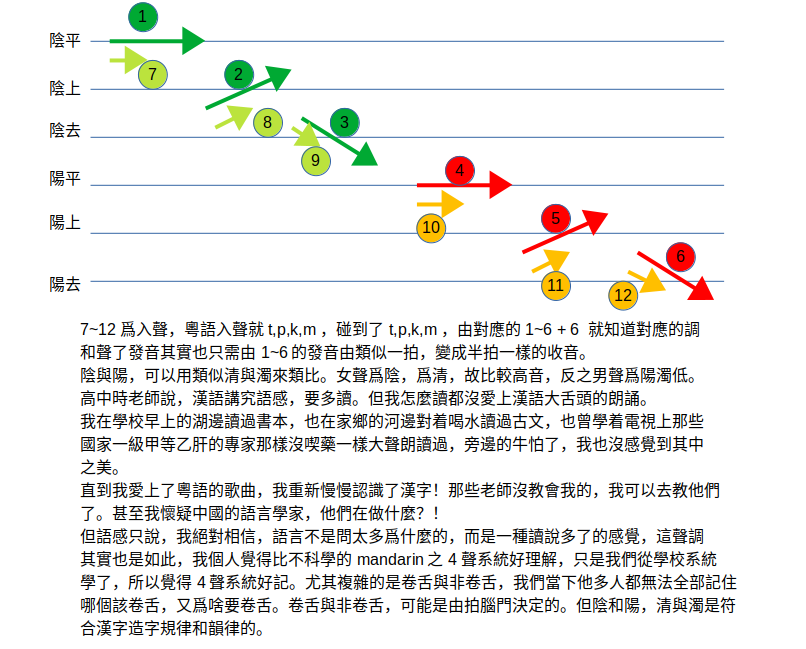 1
陰平
7
2
陰上
8
3
陰去
9
4
陽平
10
5
陽上
11
6
陽去
12
7~12 爲入聲，粵語入聲就 t,p,k,m ，碰到了 t,p,k,m ，由對應的 1~6 + 6 就知道對應的調
和聲了發音其實也只需由 1~6 的發音由類似一拍，變成半拍一樣的收音。
陰與陽，可以用類似清與濁來類比。女聲爲陰，爲清，故比較高音，反之男聲爲陽濁低。
高中時老師說，漢語講究語感，要多讀。但我怎麼讀都沒愛上漢語大舌頭的朗誦。
我在學校早上的湖邊讀過書本，也在家鄉的河邊對着喝水讀過古文，也曾學着電視上那些
國家一級甲等乙肝的專家那樣沒喫藥一樣大聲朗讀過，旁邊的牛怕了，我也沒感覺到其中
之美。
直到我愛上了粵語的歌曲，我重新慢慢認識了漢字！那些老師沒教會我的，我可以去教他們
了。甚至我懷疑中國的語言學家，他們在做什麼？！
但語感只說，我絕對相信，語言不是問太多爲什麼的，而是一種讀說多了的感覺，這聲調
其實也是如此，我個人覺得比不科學的 mandarin 之 4 聲系統好理解，只是我們從學校系統
學了，所以覺得 4 聲系統好記。尤其複雜的是卷舌與非卷舌，我們當下他多人都無法全部記住
哪個該卷舌，又爲啥要卷舌。卷舌與非卷舌，可能是由拍腦門決定的。但陰和陽，清與濁是符
合漢字造字規律和韻律的。